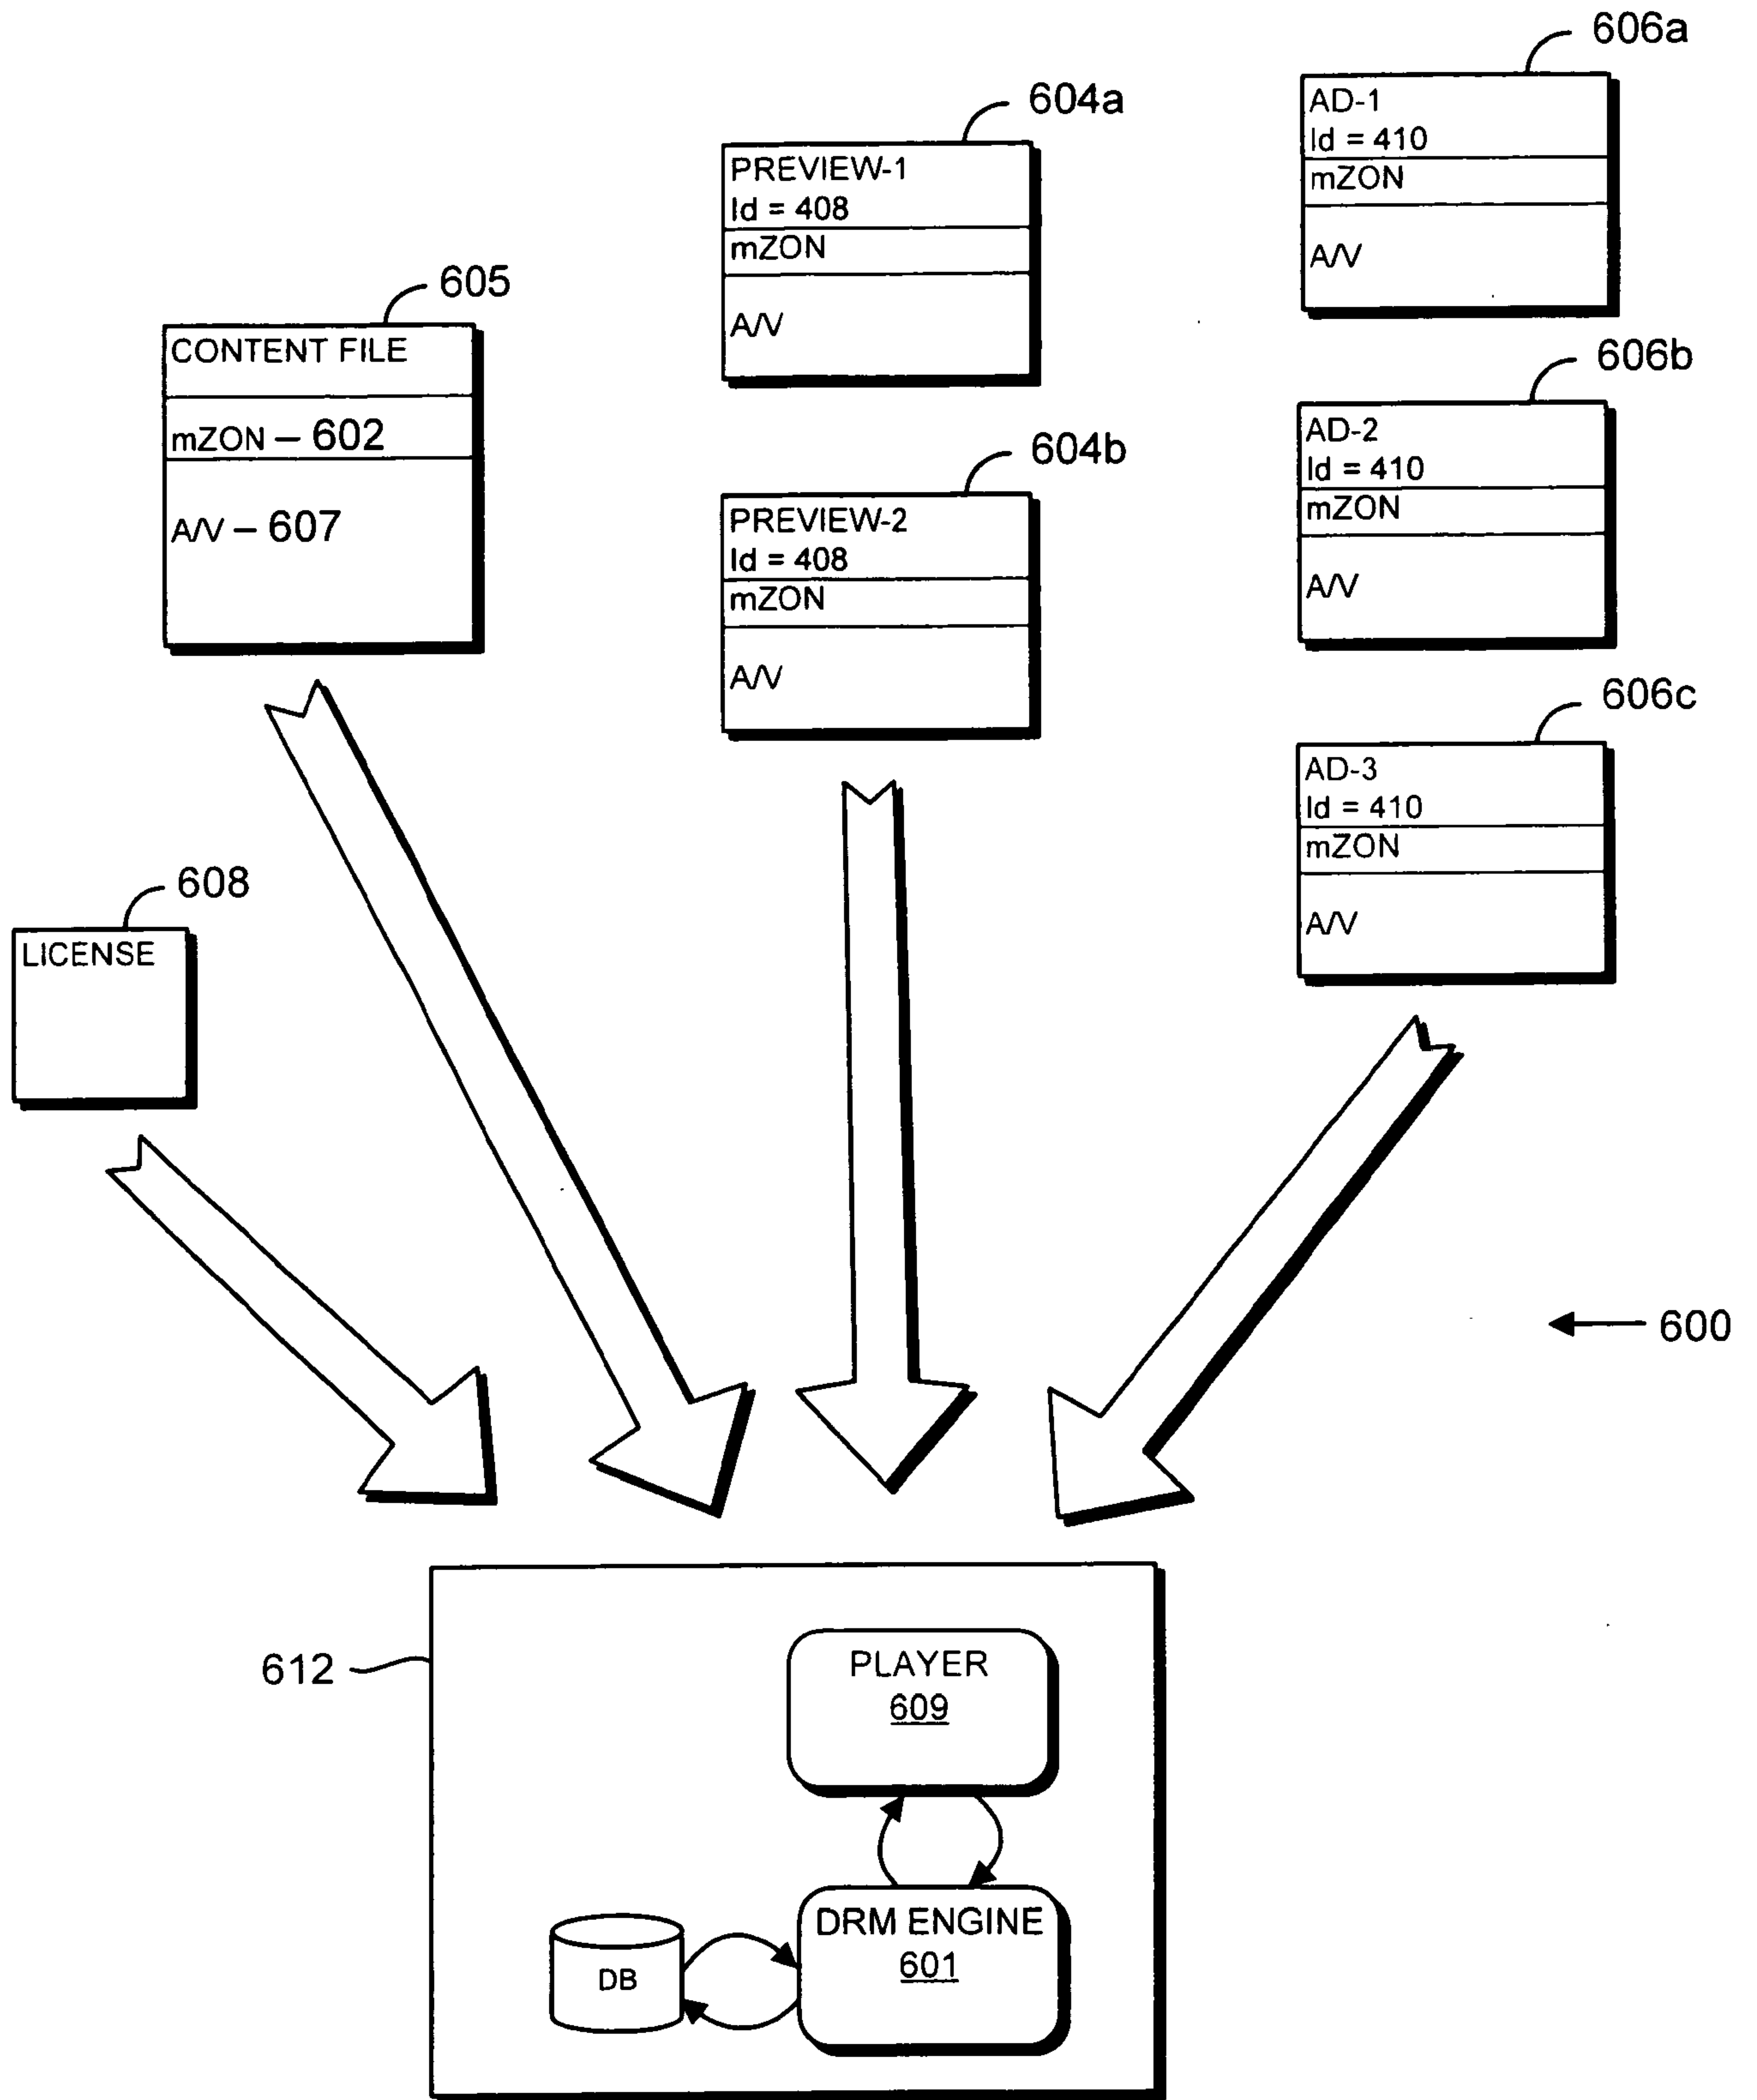 606a
AD-1
Id = 410
mZON
A/V
604a
PREVIEW-1
Id = 408
mZON
A/V
605
CONTENT FILE
mZON – 602
A/V – 607
606b
AD-2
Id = 410
mZON
A/V
604b
PREVIEW-2
Id = 408
mZON
A/V
606c
AD-3
Id = 410
mZON
A/V
608
LICENSE
600
612
PLAYER
609
DRM ENGINE
601
DB